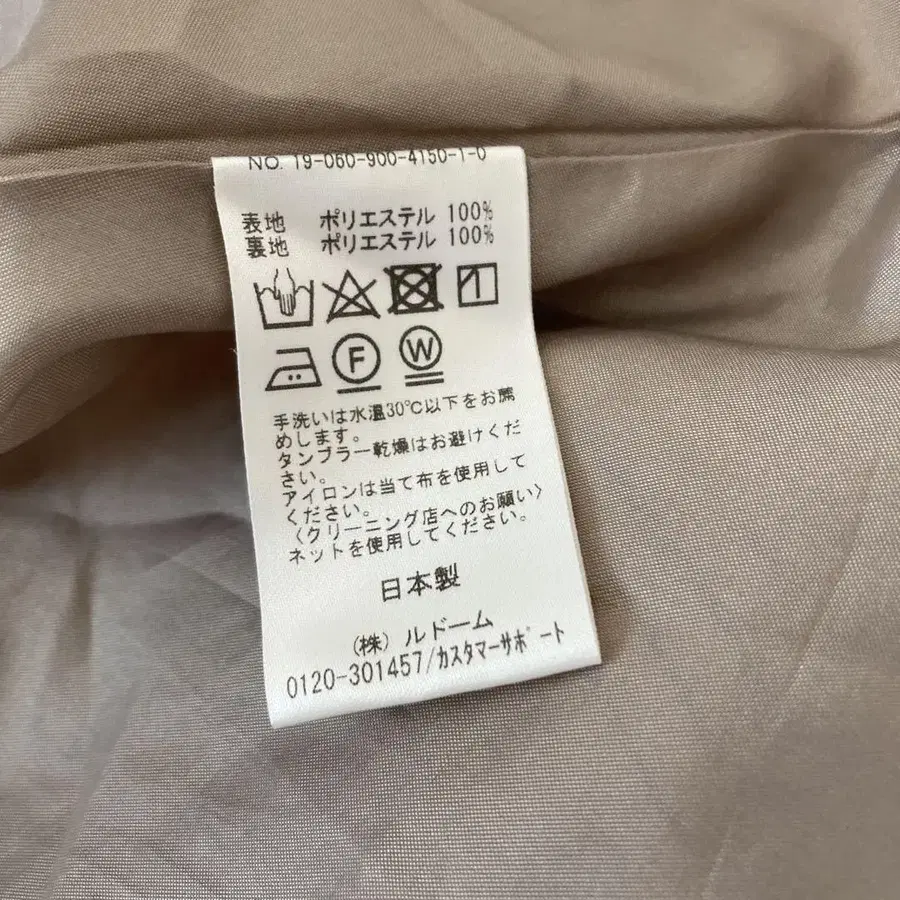 NO. 19-060-900-4150-1-0
表地 ポリエステル 100%
裏地 ポリエステル 100%
F W
手洗いは水温30℃以下をお薦
めします。
タンブラー乾燥はお避けくだ
さい。
アイロンは当て布を使用して
ください。
〈クリーニング店へのお願い〉
ネットを使用してください。
日本製
(株) ルドーム
0120-301457/カスタマーサポート